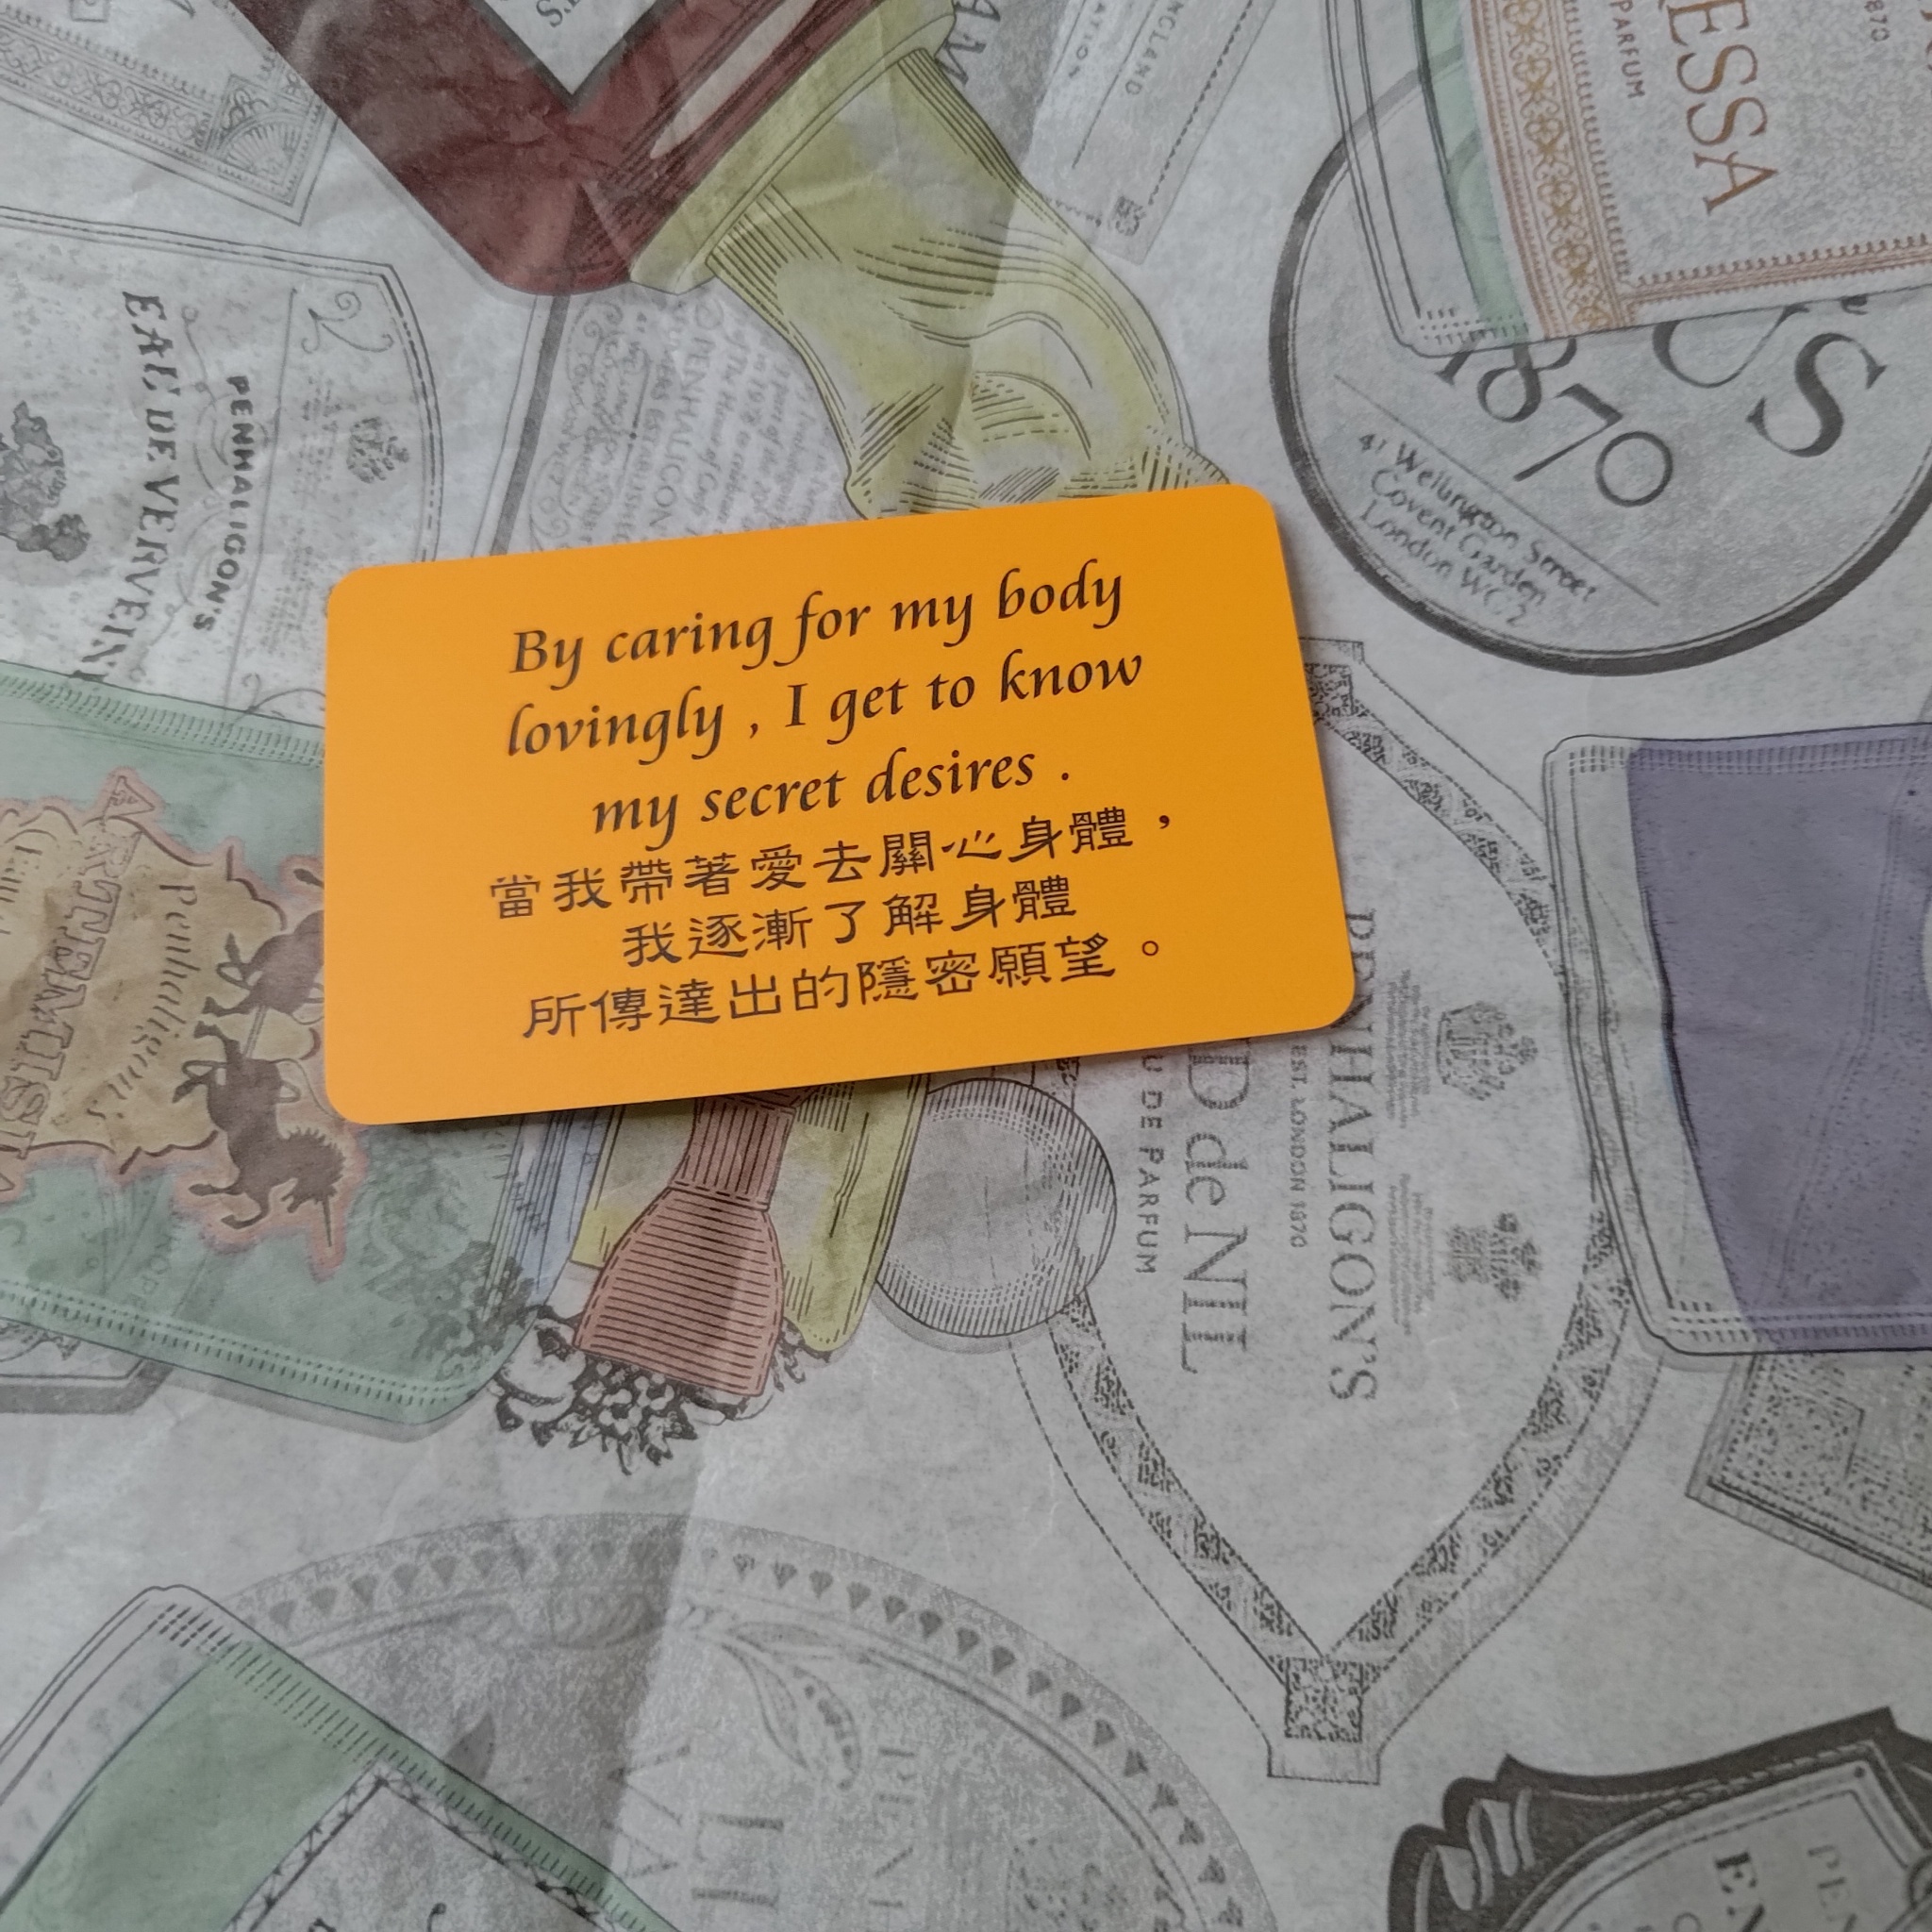 By caring for my body
lovingly , I get to know
my secret desires .
當我帶著愛去關心身體，
我逐漸了解身體
所傳達出的隱密願望。
ESSA
PARFUM
1870
41 Wellington Street
Covent Garden
London WC2
EAU DE VERVEINE
PENHALIGON'S
Penhaligon's
PENHALIGON'S
EST. LONDON 1870
de NIL
DE PARFUM